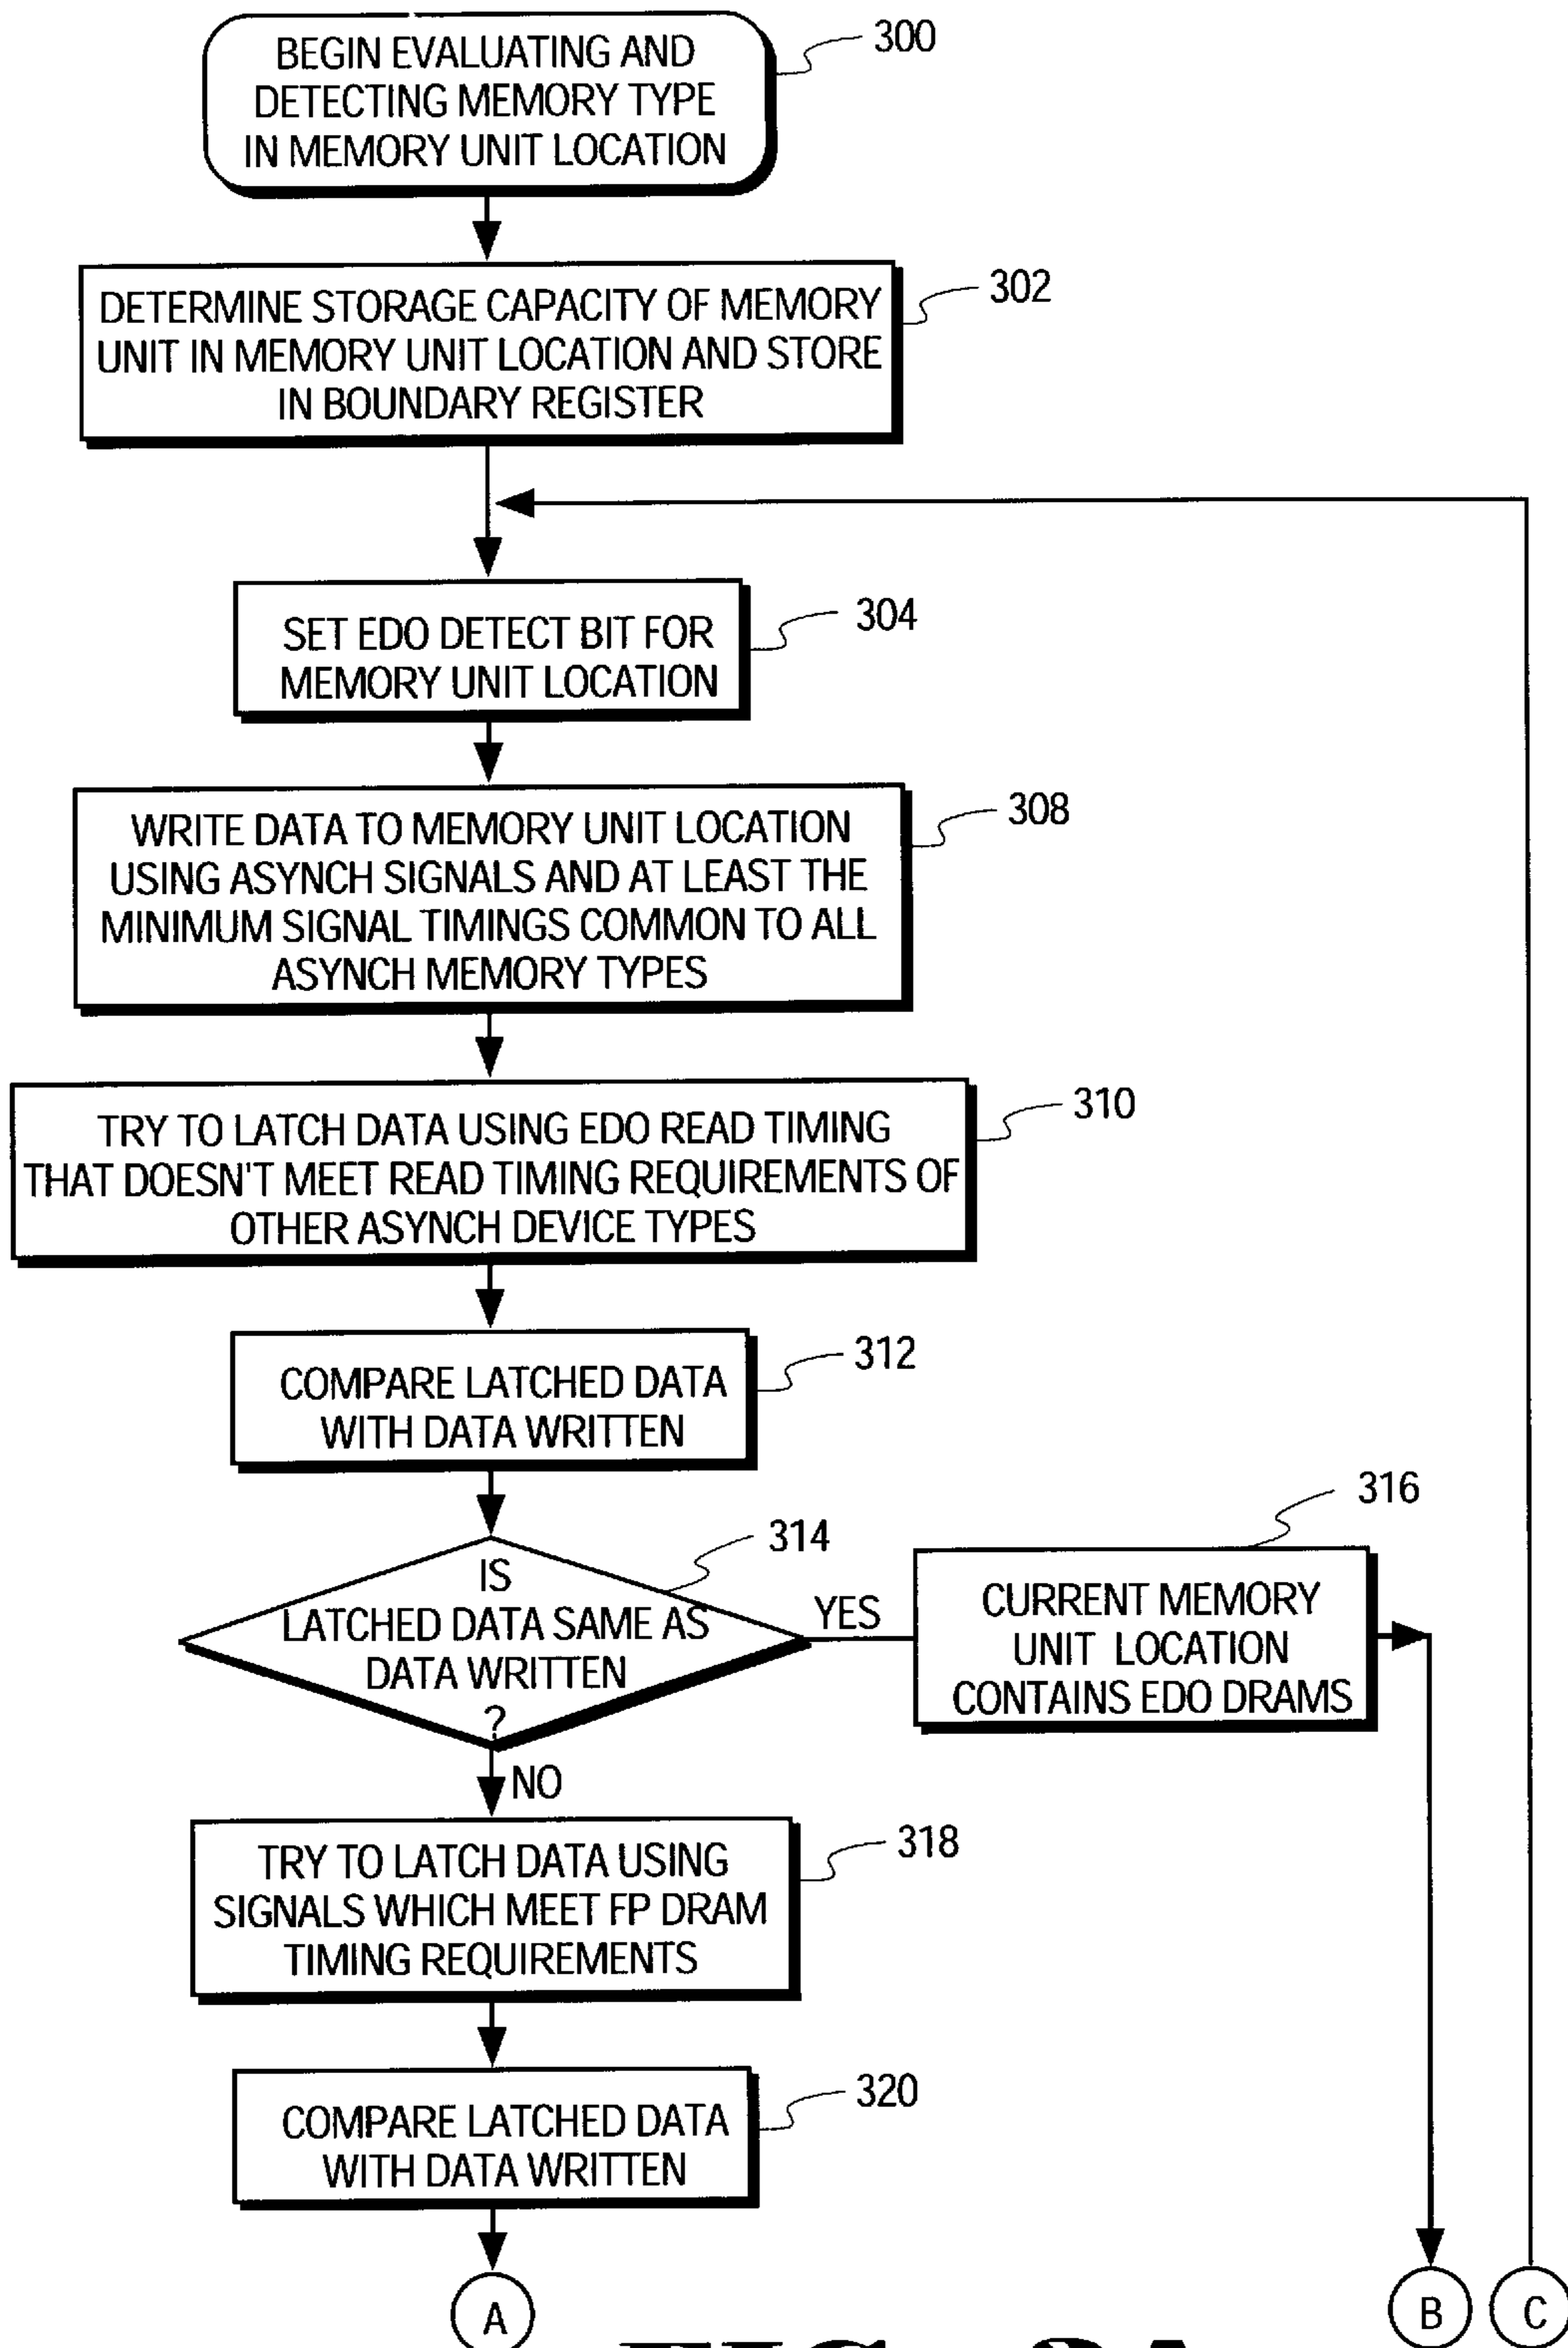 BEGIN EVALUATING AND
DETECTING MEMORY TYPE
IN MEMORY UNIT LOCATION
300
DETERMINE STORAGE CAPACITY OF MEMORY
UNIT IN MEMORY UNIT LOCATION AND STORE
IN BOUNDARY REGISTER
302
SET EDO DETECT BIT FOR
MEMORY UNIT LOCATION
304
WRITE DATA TO MEMORY UNIT LOCATION
USING ASYNCH SIGNALS AND AT LEAST THE
MINIMUM SIGNAL TIMINGS COMMON TO ALL
ASYNCH MEMORY TYPES
308
TRY TO LATCH DATA USING EDO READ TIMING
THAT DOESN'T MEET READ TIMING REQUIREMENTS OF
OTHER ASYNCH DEVICE TYPES
310
COMPARE LATCHED DATA
WITH DATA WRITTEN
312
IS
LATCHED DATA SAME AS
DATA WRITTEN
?
314
YES
CURRENT MEMORY
UNIT LOCATION
CONTAINS EDO DRAMS
316
NO
TRY TO LATCH DATA USING
SIGNALS WHICH MEET FP DRAM
TIMING REQUIREMENTS
318
COMPARE LATCHED DATA
WITH DATA WRITTEN
320
A
B
C